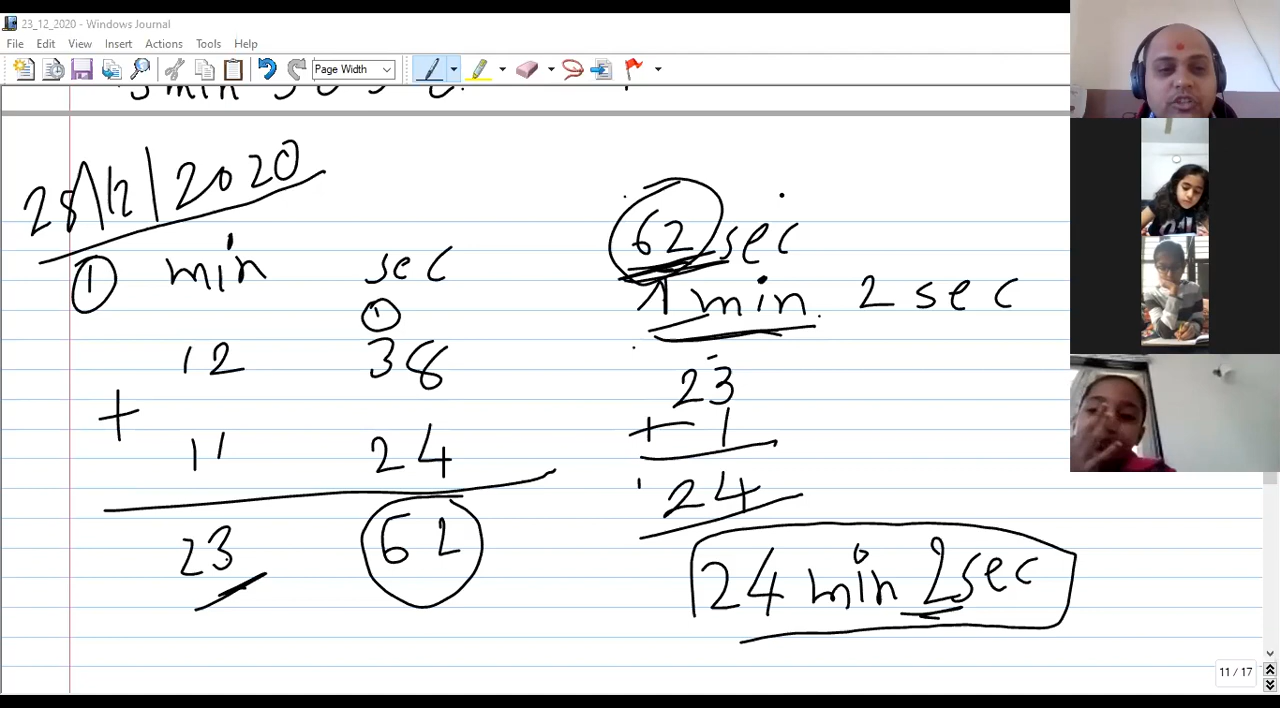 23_12_2020 - Windows Journal
File Edit View Insert Actions Tools Help
Page Width
28/12/2020
① min sec
①
12 38
+
11 24
23 62
62 sec
1 min. 2 sec
23
+ 1
24
24 min 2 sec
11 / 17